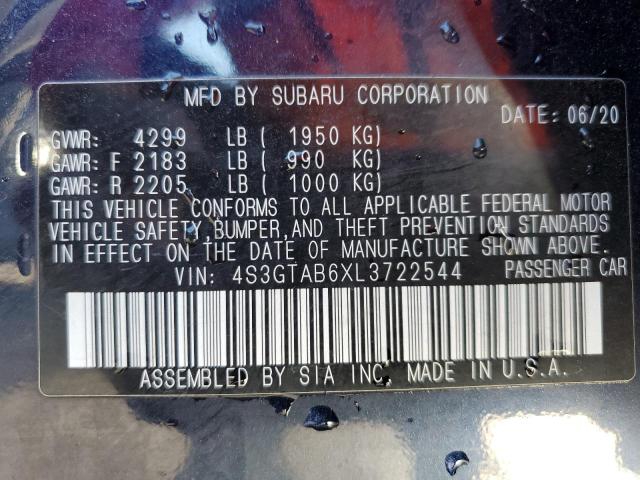 MFD BY SUBARU CORPORATION
DATE: 06/20
GVWR: 4299 LB ( 1950 KG)
GAWR: F 2183 LB ( 990 KG)
GAWR: R 2205 LB ( 1000 KG)
THIS VEHICLE CONFORMS TO ALL APPLICABLE FEDERAL MOTOR
VEHICLE SAFETY,BUMPER,AND THEFT PREVENTION STANDARDS
IN EFFECT ON THE DATE OF MANUFACTURE SHOWN ABOVE.
VIN: 4S3GTAB6XL3722544 PASSENGER CAR
ASSEMBLED BY SIA INC. MADE IN U.S.A.